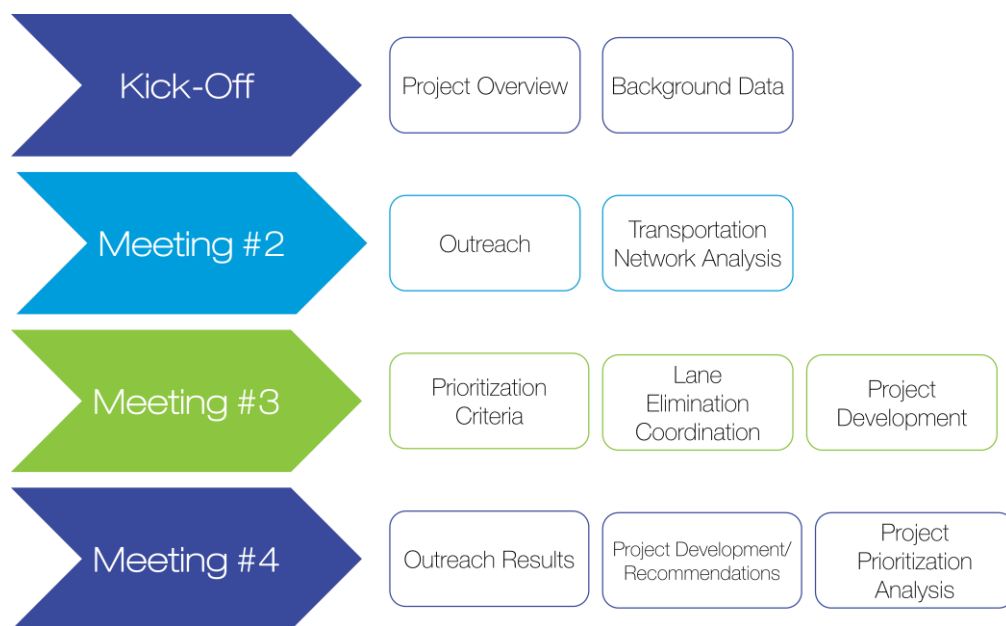 Kick-Off
Project Overview
Background Data
Meeting #2
Outreach
Transportation
Network Analysis
Meeting #3
Prioritization
Criteria
Lane
Elimination
Coordination
Project
Development
Meeting #4
Outreach Results
Project Development/
Recommendations
Project
Prioritization
Analysis